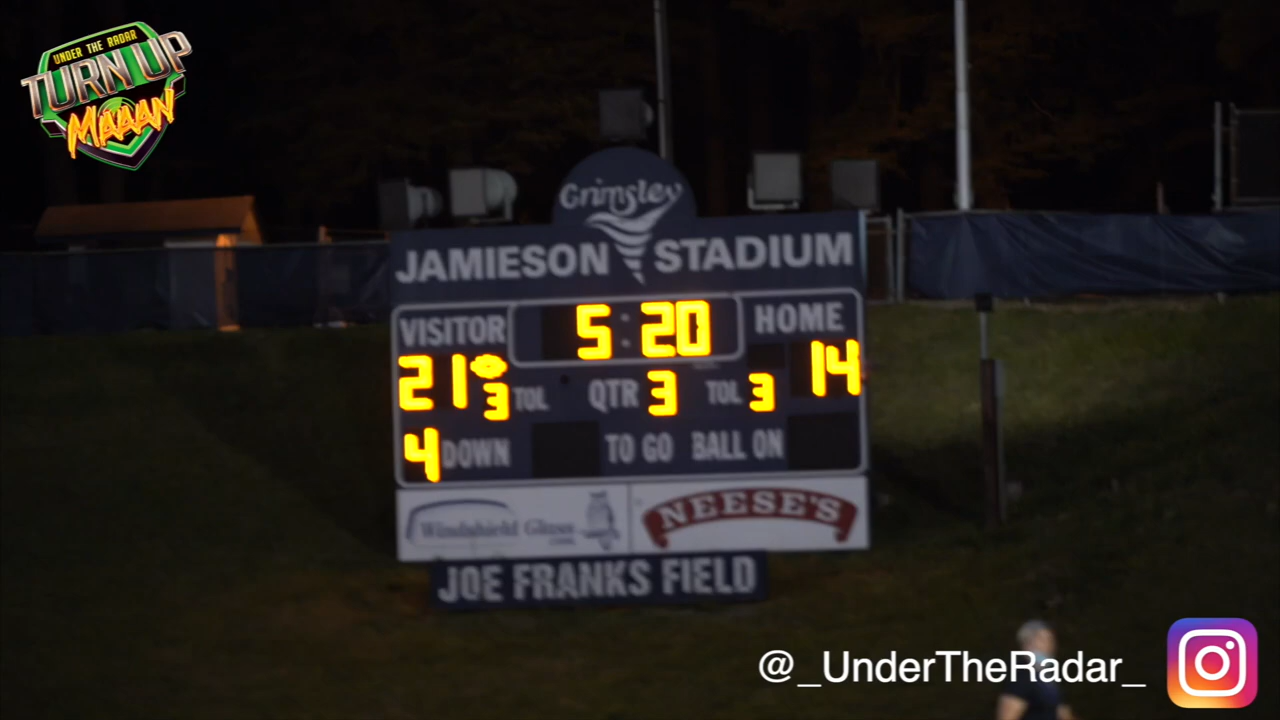 UNDER THE RADAR
TURN UP
MAAAN
Grimsley
JAMIESON STADIUM
VISITOR 5:20 HOME
21 3 TOL QTR 3 TOL 3 14
4 DOWN TO GO BALL ON
Windshield Glass
NEESE'S
JOE FRANKS FIELD
@_UnderTheRadar_